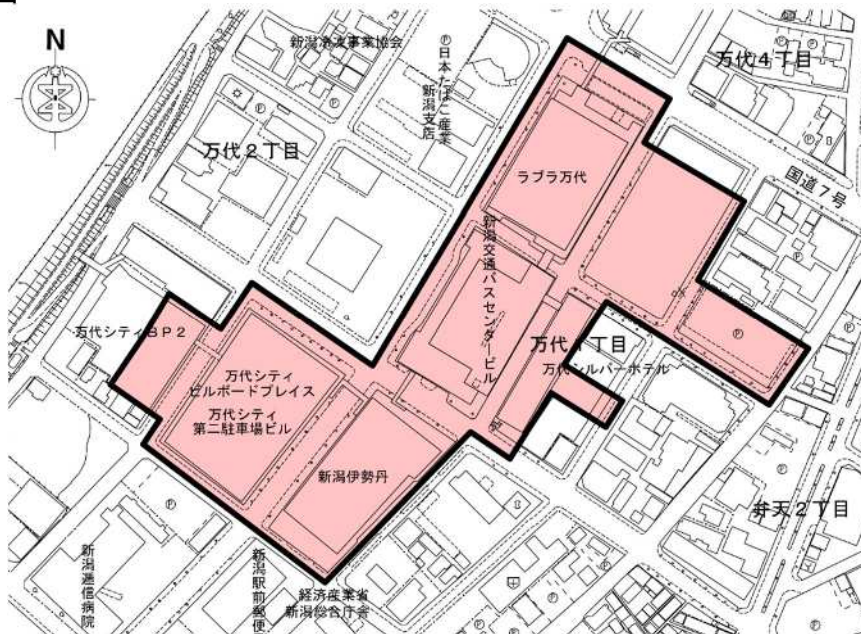 N
新潟原友事業協会
日本たばこ産業
新潟支店
万代4丁目
国道7号
万代2丁目
ラブラ万代
新潟交通バスセンタービル
万代シティBP2
万代シティ
ビルボードプレイス
万代シティ
第二駐車場ビル
万代1丁目
万代シルバーホテル
新潟伊勢丹
弁天2丁目
新潟逓信病院
新潟駅前郵便
経済産業省
新潟総合庁舎